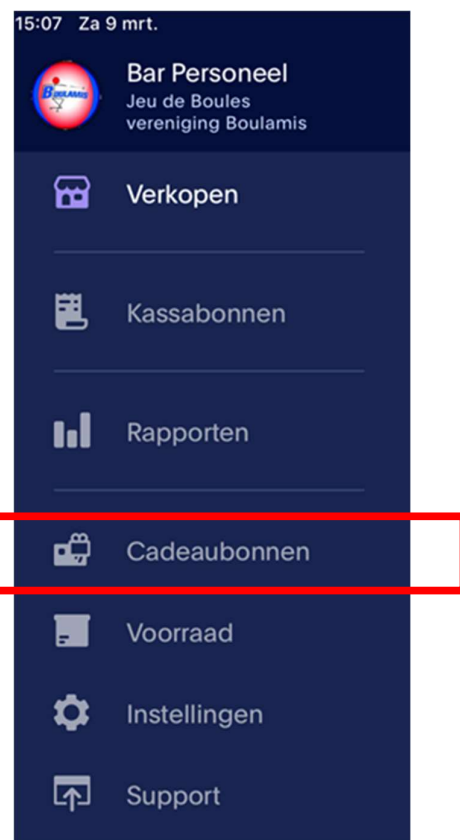 15:07 Za 9 mrt.
Bar Personeel
Jeu de Boules
vereniging Boulamis
BOULAMIS
Verkopen
Kassabonnen
Rapporten
Cadeaubonnen
Voorraad
Instellingen
Support